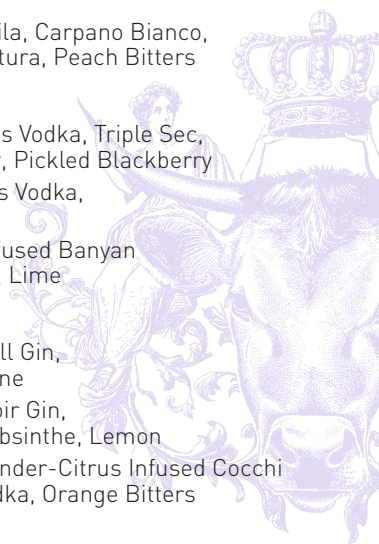 ila, Carpano Bianco,
tura, Peach Bitters
s Vodka, Triple Sec,
, Pickled Blackberry
s Vodka,
fused Banyan
Lime
ll Gin,
ne
oir Gin,
bsinthe, Lemon
nder-Citrus Infused Cocchi
dka, Orange Bitters